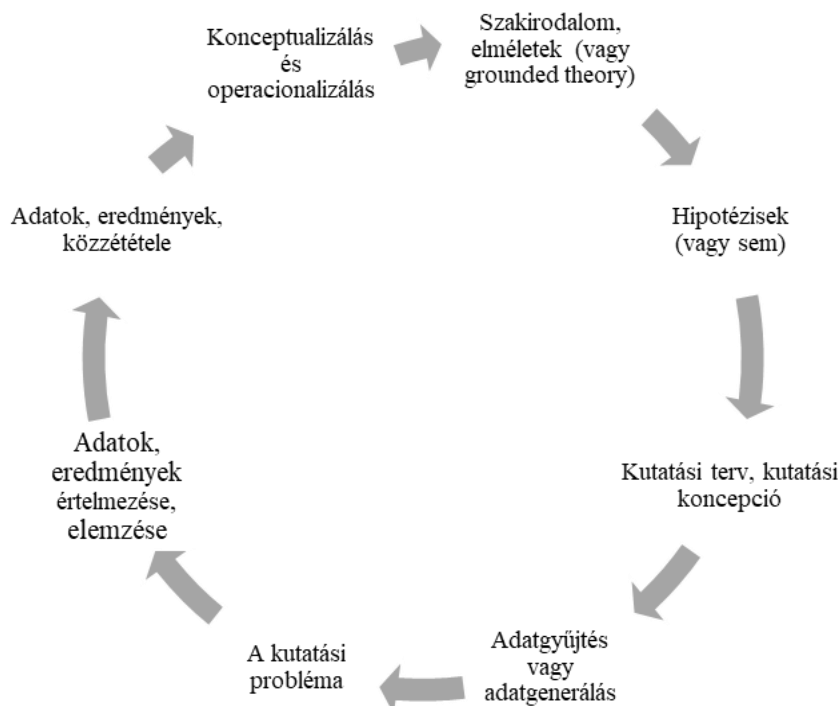 Konceptualizálás
és
operacionalizálás
Szakirodalom,
elméletek (vagy
grounded theory)
Hipotézisek
(vagy sem)
Kutatási terv, kutatási
koncepció
Adatgyűjtés
vagy
adatgenerálás
A kutatási
probléma
Adatok,
eredmények
értelmezése,
elemzése
Adatok, eredmények,
közzététele